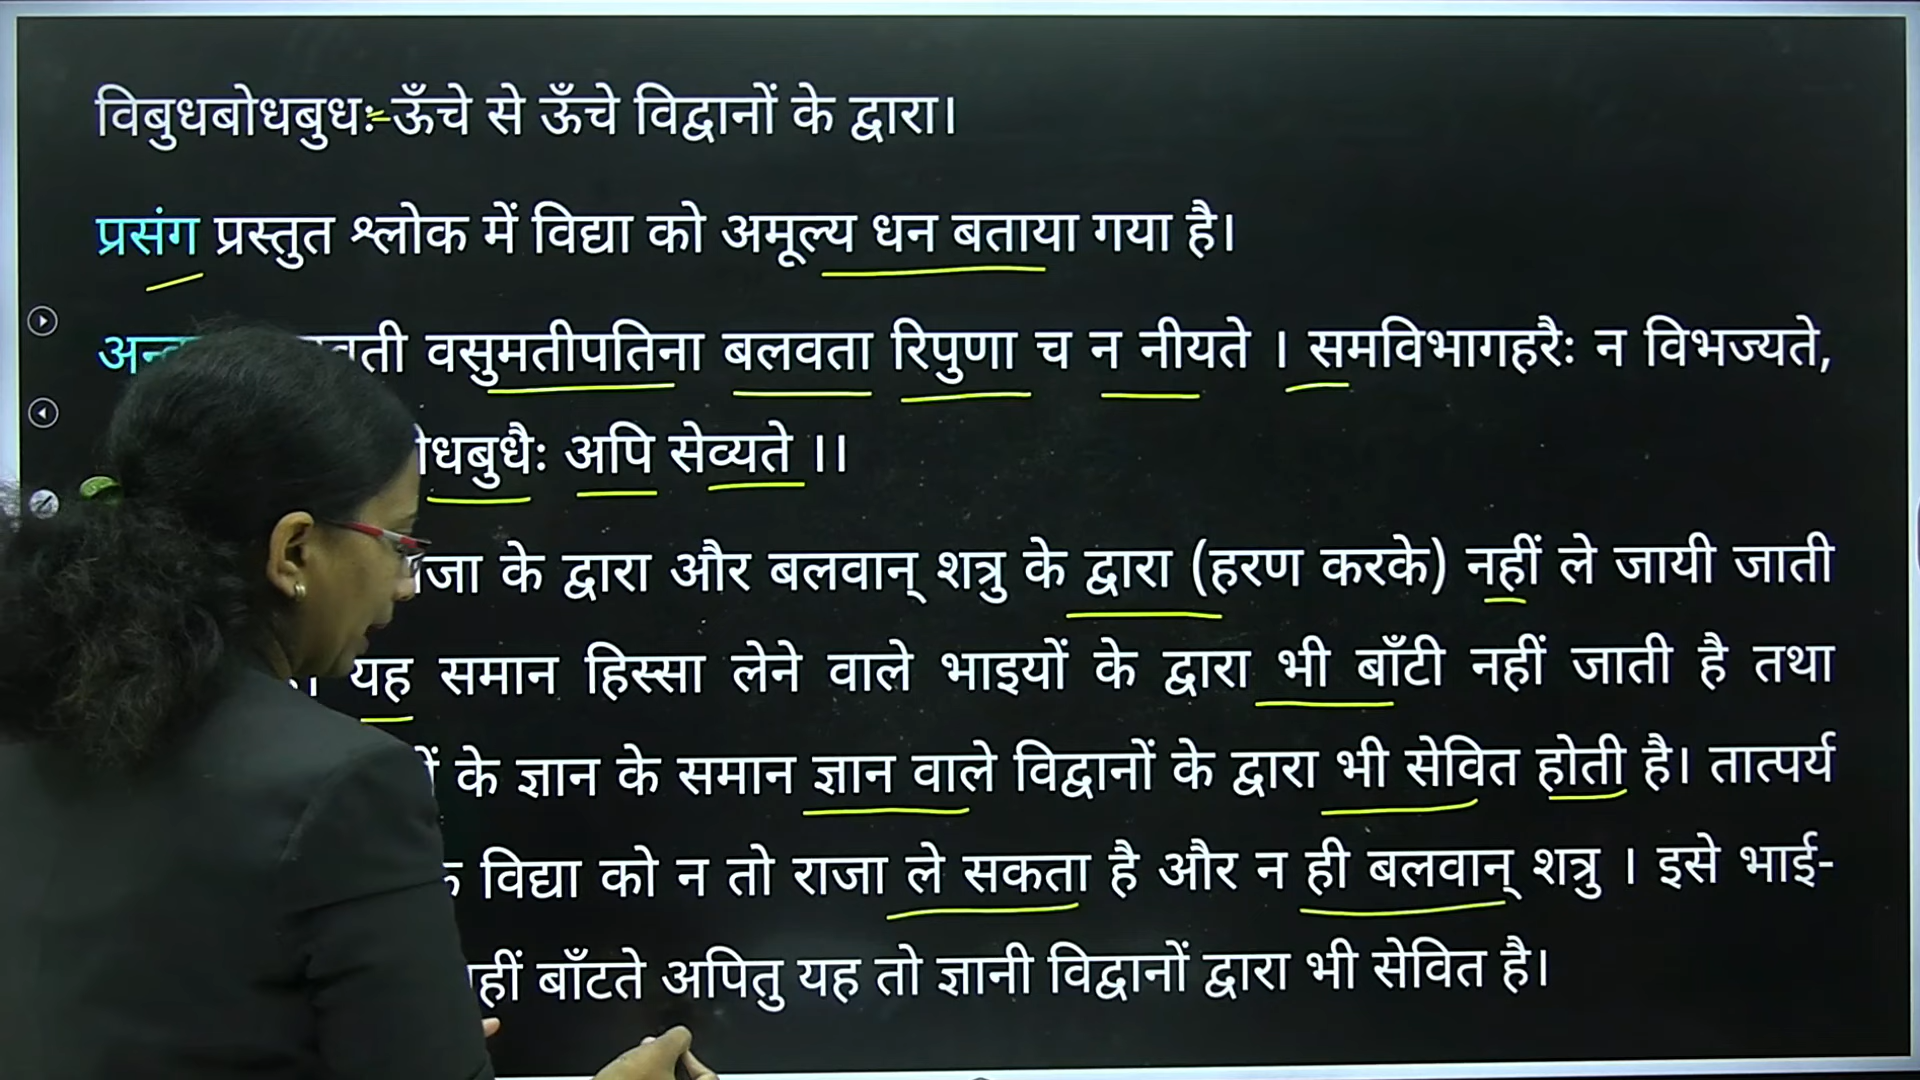 विबुधबोधबुधः-ऊँचे से ऊँचे विद्वानों के द्वारा।
प्रसंग प्रस्तुत श्लोक में विद्या को अमूल्य धन बताया गया है।
वसुमतीपतिना बलवता रिपुणा च न नीयते । समविभागहरैः न विभज्यते,
अपि सेव्यते ।।
के द्वारा और बलवान् शत्रु के द्वारा (हरण करके) नहीं ले जायी जाती
यह समान हिस्सा लेने वाले भाइयों के द्वारा भी बाँटी नहीं जाती है तथा
के ज्ञान के समान ज्ञान वाले विद्वानों के द्वारा भी सेवित होती है। तात्पर्य
विद्या को न तो राजा ले सकता है और न ही बलवान् शत्रु । इसे भाई-
बाँटते अपितु यह तो ज्ञानी विद्वानों द्वारा भी सेवित है।